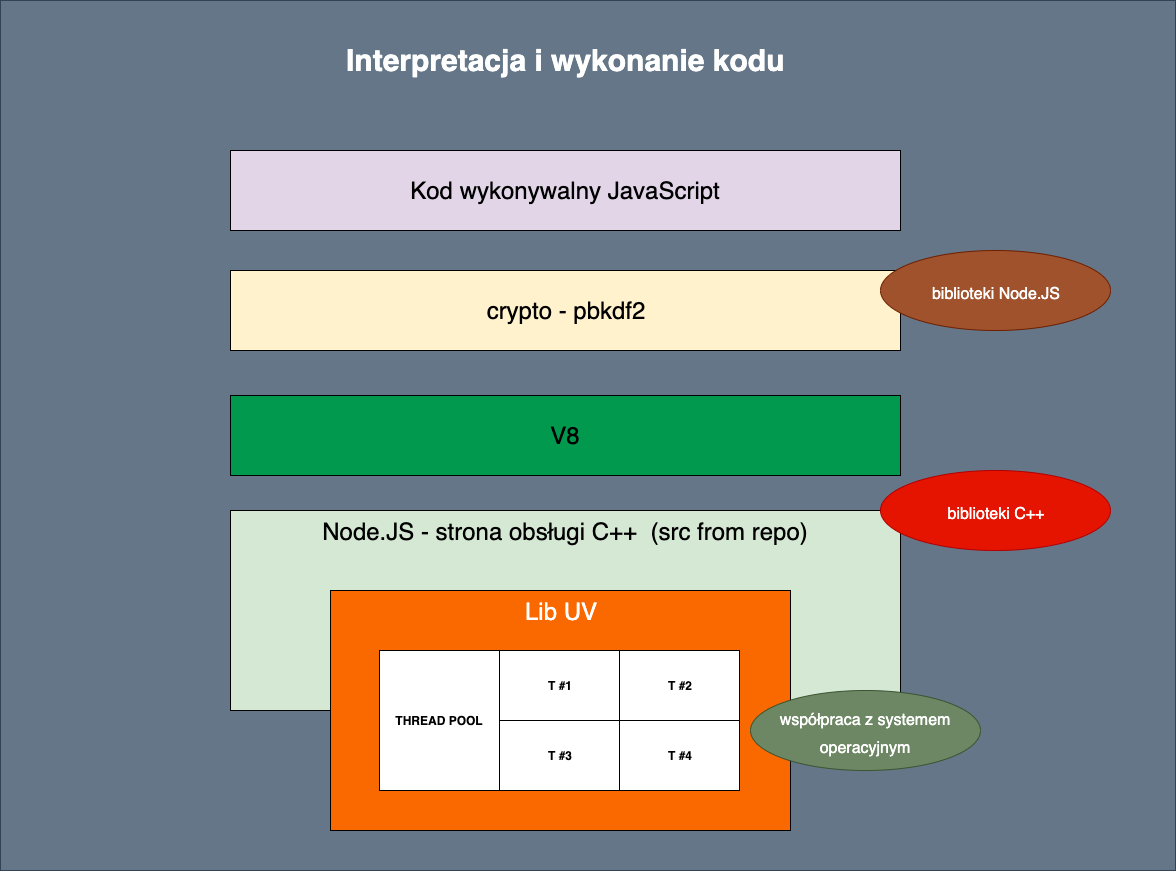 Interpretacja i wykonanie kodu
Kod wykonywalny JavaScript
biblioteki Node.JS
crypto - pbkdf2
V8
biblioteki C++
Node.JS - strona obsługi C++ (src from repo)
Lib UV
T #1
T #2
THREAD POOL
T #3
T #4
współpraca z systemem
operacyjnym